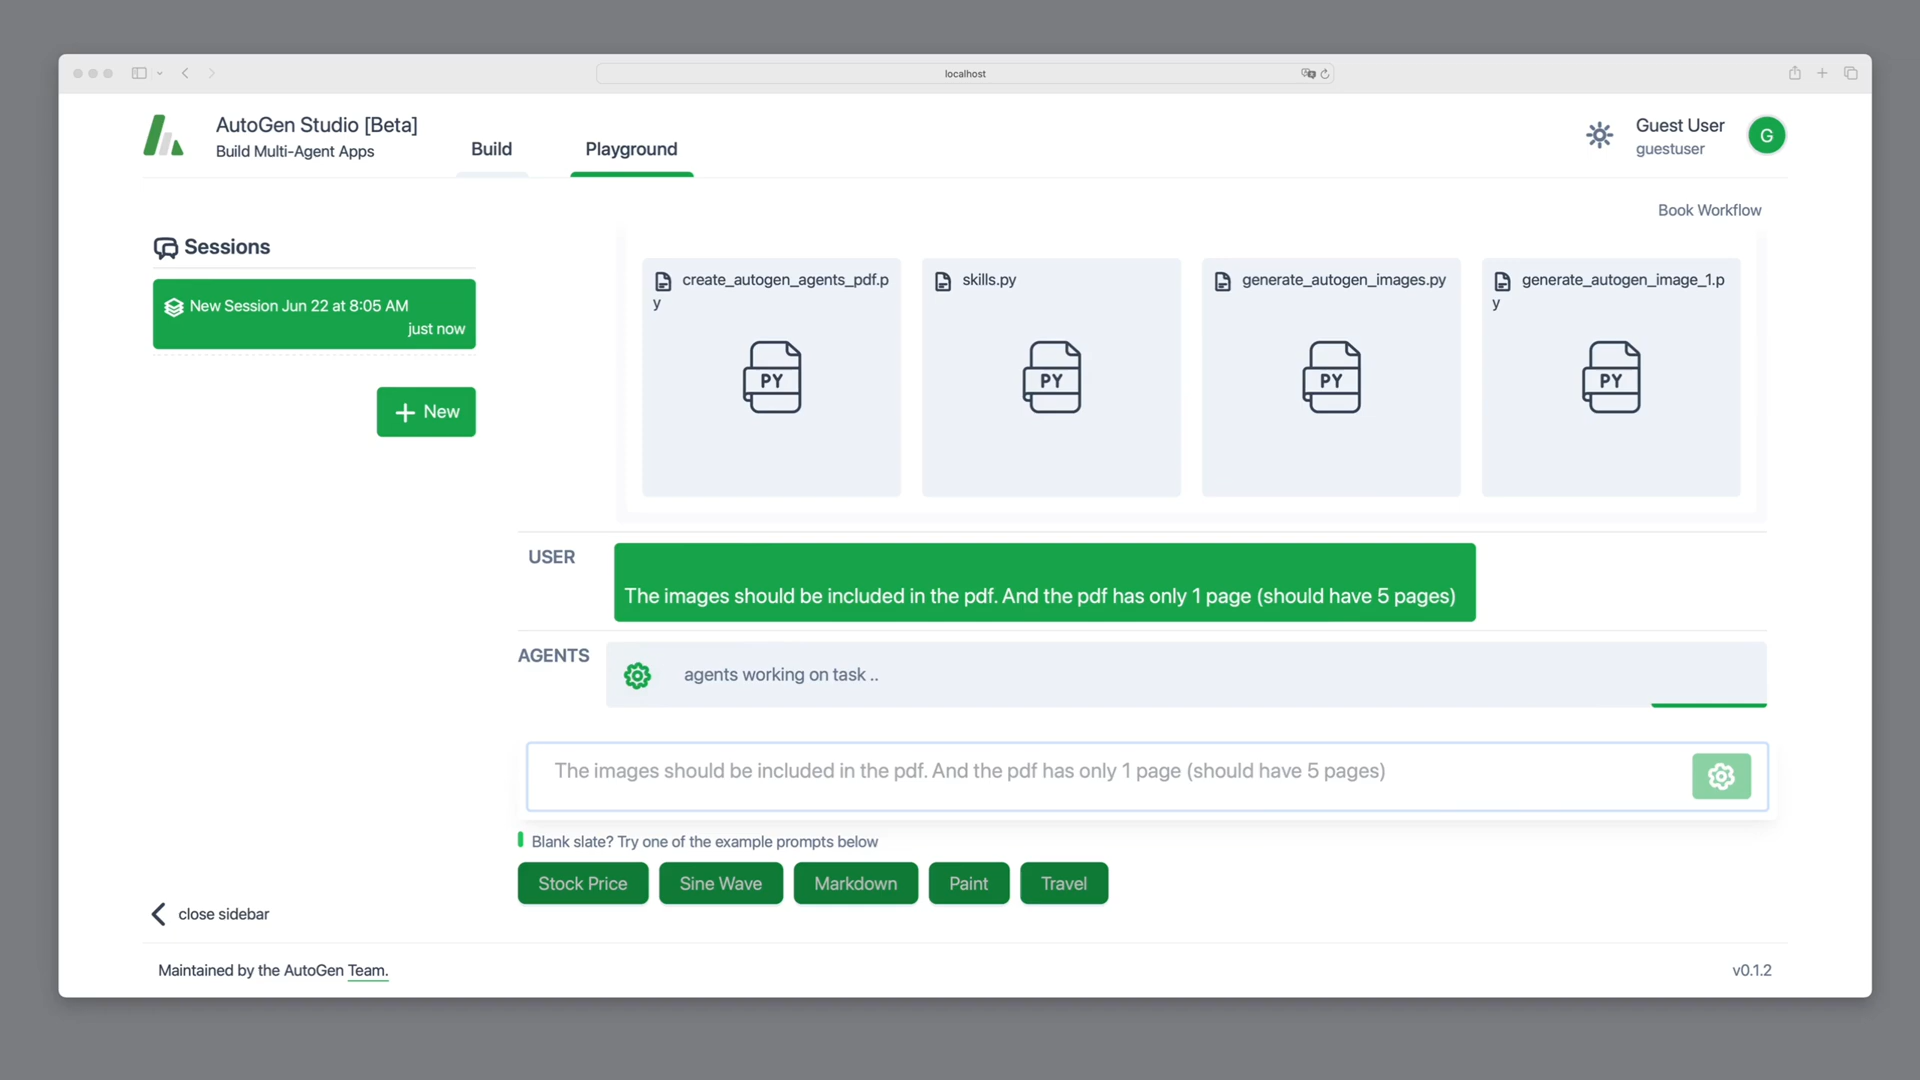 localhost
AutoGen Studio [Beta]
Build Multi-Agent Apps
Build
Playground
Guest User
guestuser
G
Book Workflow
Sessions
New Session Jun 22 at 8:05 AM
just now
New
create_autogen_agents_pdf.p
y
PY
skills.py
PY
generate_autogen_images.py
PY
generate_autogen_image_1.p
y
PY
USER
The images should be included in the pdf. And the pdf has only 1 page (should have 5 pages)
AGENTS
agents working on task ..
The images should be included in the pdf. And the pdf has only 1 page (should have 5 pages)
Blank slate? Try one of the example prompts below
Stock Price
Sine Wave
Markdown
Paint
Travel
close sidebar
Maintained by the AutoGen Team.
v0.1.2